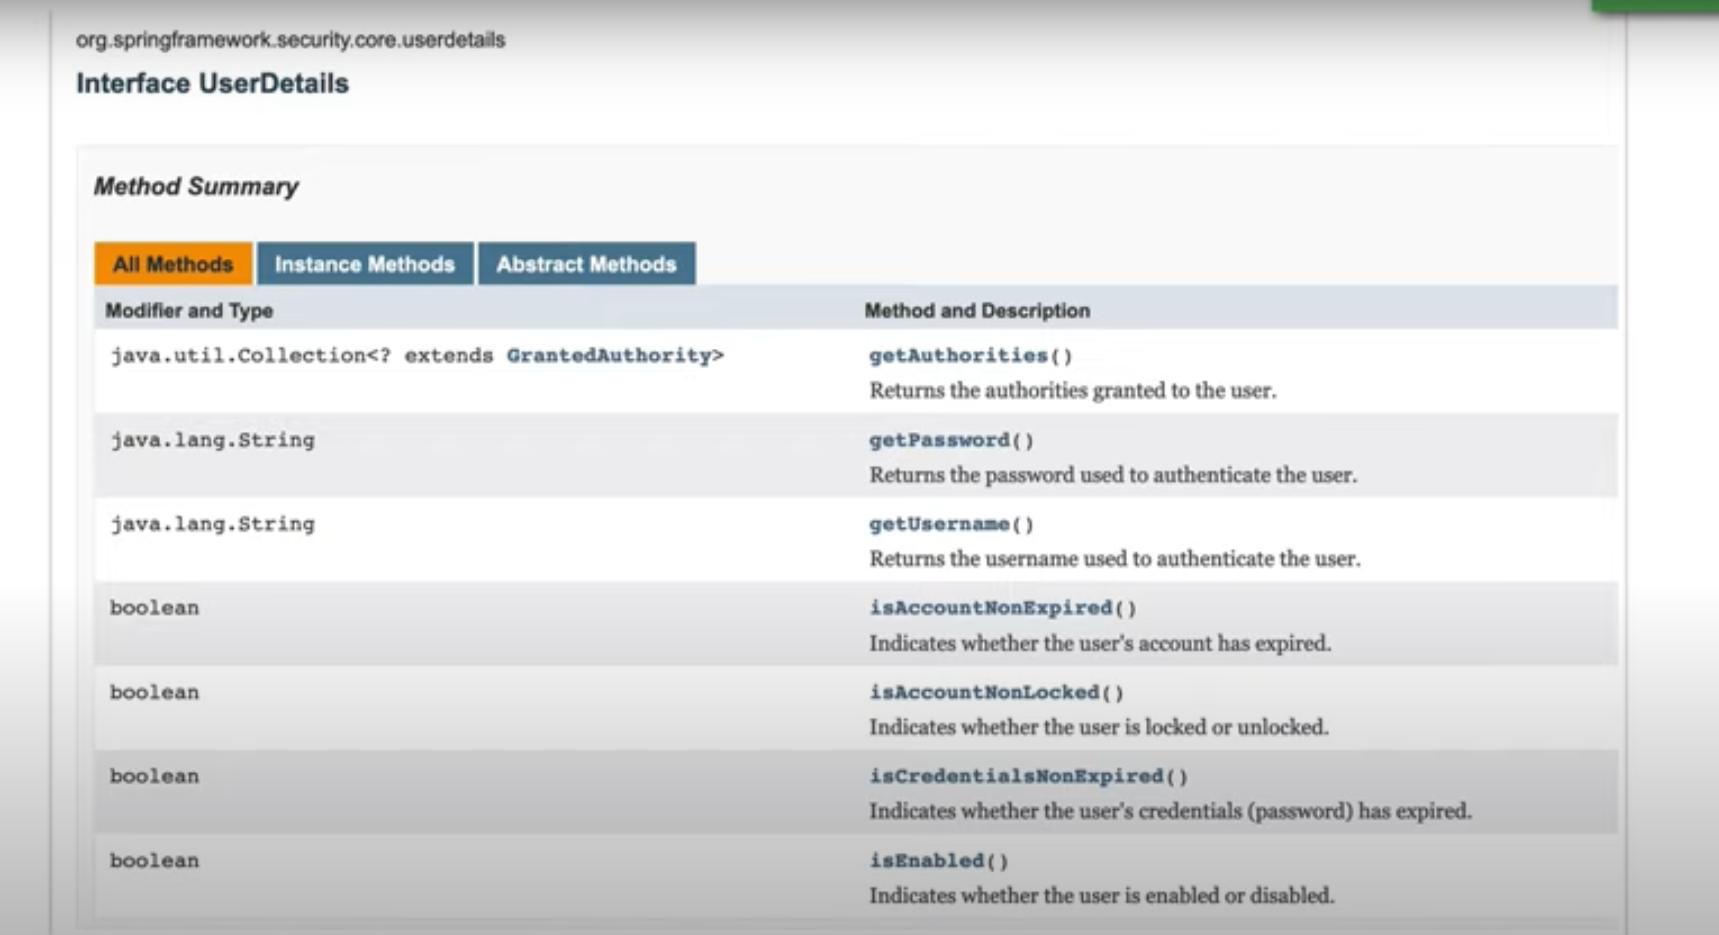 org.springframework.security.core.userdetails
Interface UserDetails
Method Summary
All Methods Instance Methods Abstract Methods
Modifier and Type Method and Description
java.util.Collection<? extends GrantedAuthority> getAuthorities()
Returns the authorities granted to the user.
java.lang.String getPassword()
Returns the password used to authenticate the user.
java.lang.String getUsername()
Returns the username used to authenticate the user.
boolean isAccountNonExpired()
Indicates whether the user's account has expired.
boolean isAccountNonLocked()
Indicates whether the user is locked or unlocked.
boolean isCredentialsNonExpired()
Indicates whether the user's credentials (password) has expired.
boolean isEnabled()
Indicates whether the user is enabled or disabled.